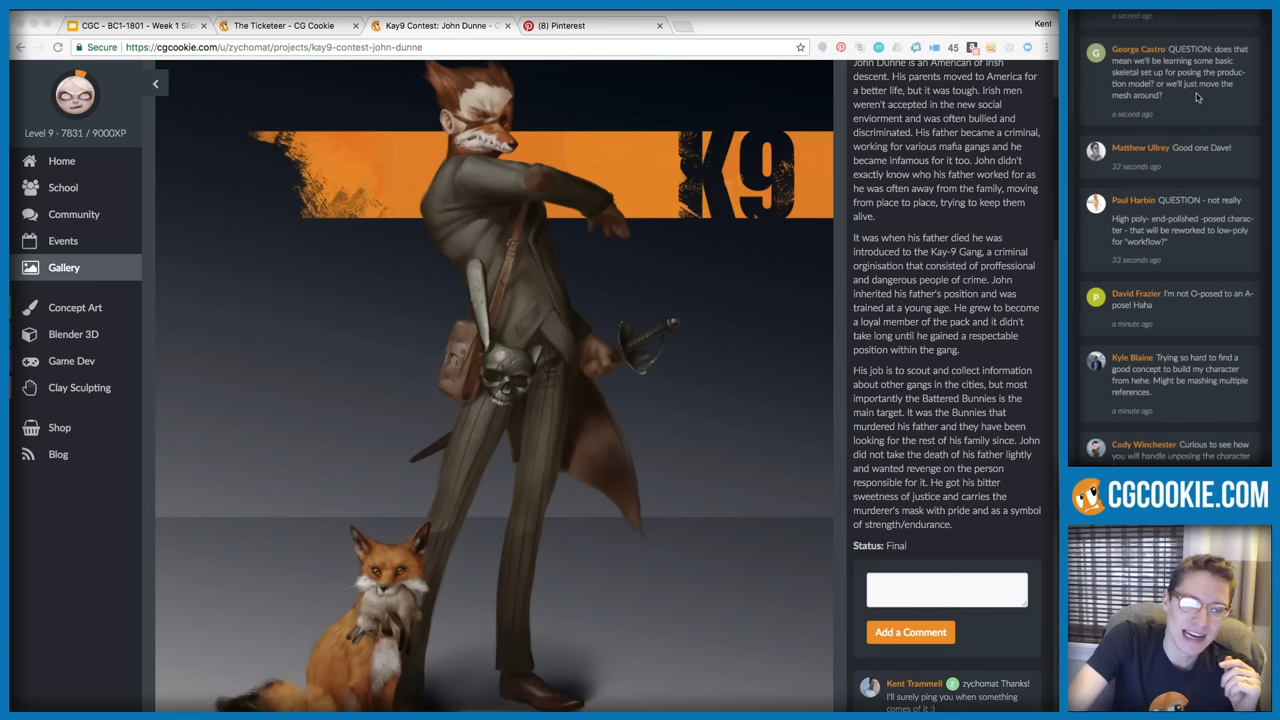 CGC - BC1-1801 - Week 1 Slid
The Ticketeer - CG Cookie
Kay9 Contest: John Dunne - C
(8) Pinterest
Kent
Secure
https://cgcookie.com/u/zychomat/projects/kay9-contest-john-dunne
45
Level 9 - 7831 / 9000XP
Home
School
Community
Events
Gallery
Concept Art
Blender 3D
Game Dev
Clay Sculpting
Shop
Blog
K9
John Dunne is an American of Irish
descent. His parents moved to America for
a better life, but it was tough. Irish men
weren't accepted in the new social
enviorment and was often bullied and
discriminated. His father became a criminal,
working for various mafia gangs and he
became infamous for it too. John didn't
exactly know who his father worked for as
he was often away from the family, moving
from place to place, trying to keep them
alive.
It was when his father died he was
introduced to the Kay-9 Gang, a criminal
orginisation that consisted of proffessional
and dangerous people of crime. John
inherited his father's position and was
trained at a young age. He grew to become
a loyal member of the pack and it didn't
take long until he gained a respectable
position within the gang.
His job is to scout and collect information
about other gangs in the cities, but most
importantly the Battered Bunnies is the
main target. It was the Bunnies that
murdered his father and they have been
looking for the rest of his family since. John
did not take the death of his father lightly
and wanted revenge on the person
responsible for it. He got his bitter
sweetness of justice and carries the
murderer's mask with pride and as a symbol
of strength/endurance.
Status: Final
Add a Comment
Kent Trammell z zychomat Thanks!
I'll surely ping you when something
comes of it :)
a second ago
G
George Castro QUESTION: does that
mean we'll be learning some basic
skeletal set up for posing the produc-
tion model? or we'll just move the
mesh around?
a second ago
Matthew Ullrey Good one Dave!
32 seconds ago
Paul Harbin QUESTION - not really
High poly- end-polished -posed charac-
ter - that will be reworked to low-poly
for "workflow?"
33 seconds ago
P
David Frazier I'm not O-posed to an A-
pose! Haha
a minute ago
Kyle Blaine Trying so hard to find a
good concept to build my character
from hehe. Might be mashing multiple
references.
a minute ago
Cody Winchester Curious to see how
you will handle unposing the character
CGCOOKIE.COM